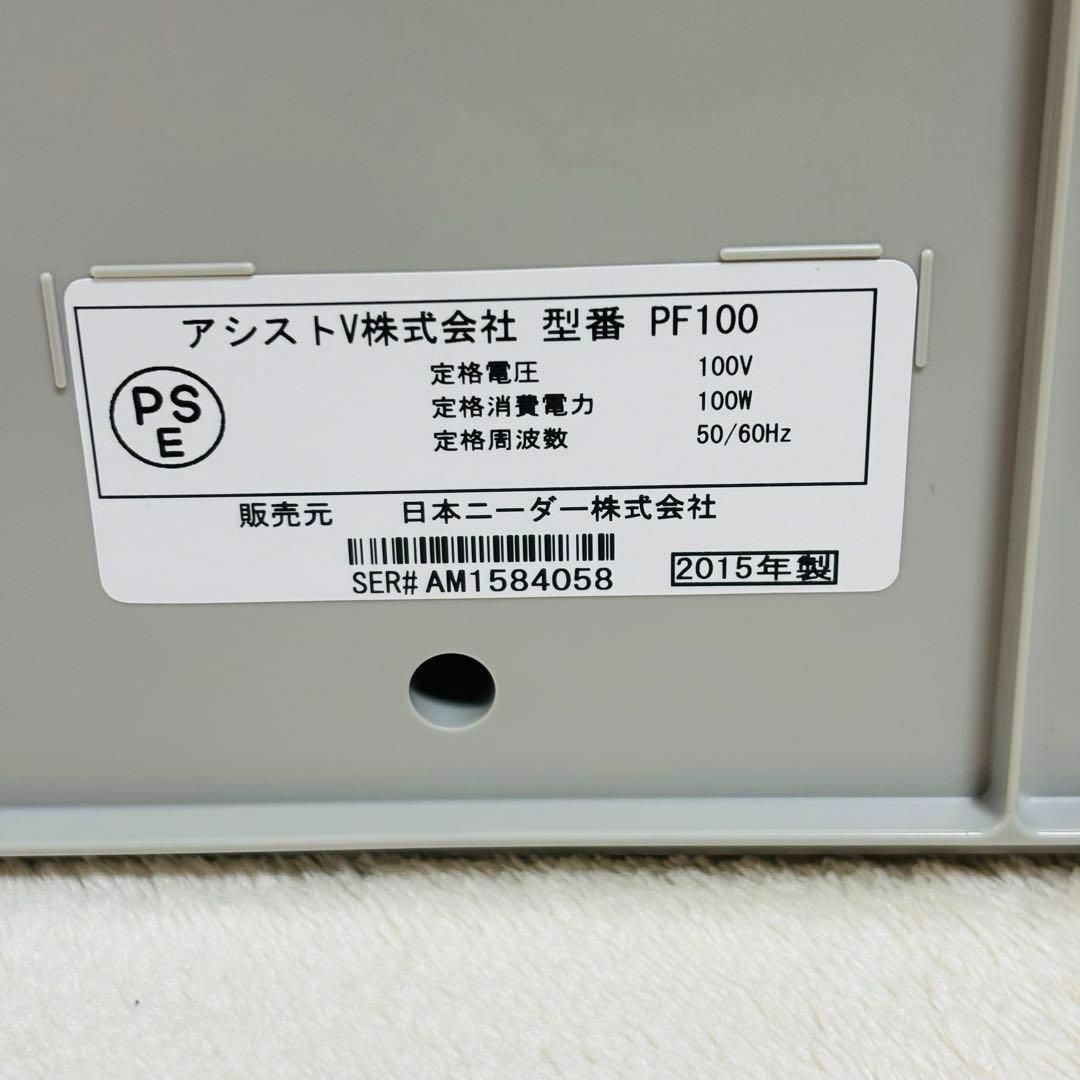 アシストV株式会社 型番 PF100
PS
E
定格電圧 100V
定格消費電力 100W
定格周波数 50/60Hz
販売元 日本ニーダー株式会社
SER# AM1584058
2015年製